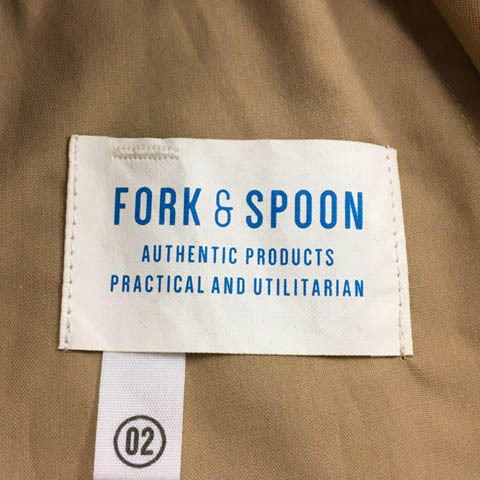 FORK & SPOON
AUTHENTIC PRODUCTS
PRACTICAL AND UTILITARIAN
02